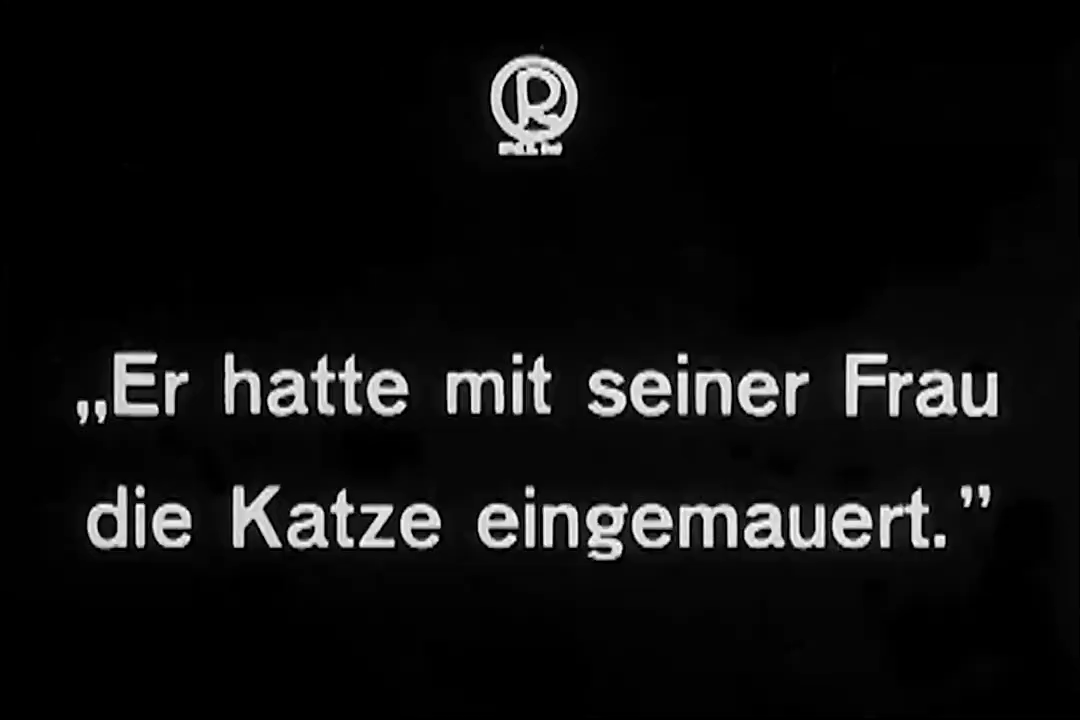 R
„Er hatte mit seiner Frau
die Katze eingemauert.”